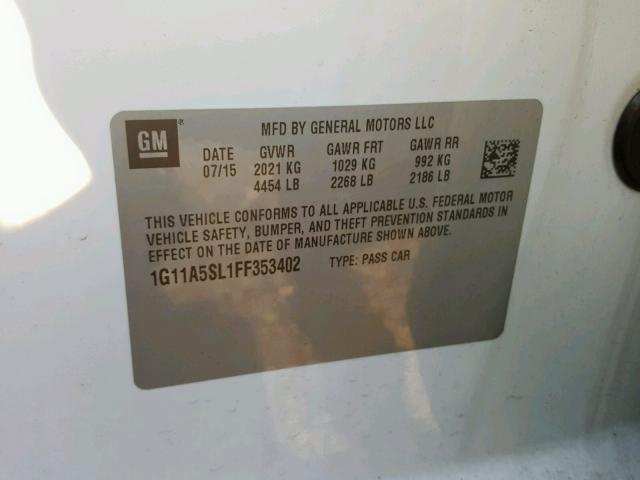 GM®
MFD BY GENERAL MOTORS LLC
DATE GVWR GAWR FRT GAWR RR
07/15 2021 KG 1029 KG 992 KG
4454 LB 2268 LB 2186 LB
THIS VEHICLE CONFORMS TO ALL APPLICABLE U.S. FEDERAL MOTOR
VEHICLE SAFETY, BUMPER, AND THEFT PREVENTION STANDARDS IN
EFFECT ON THE DATE OF MANUFACTURE SHOWN ABOVE.
1G11A5SL1FF353402 TYPE: PASS CAR